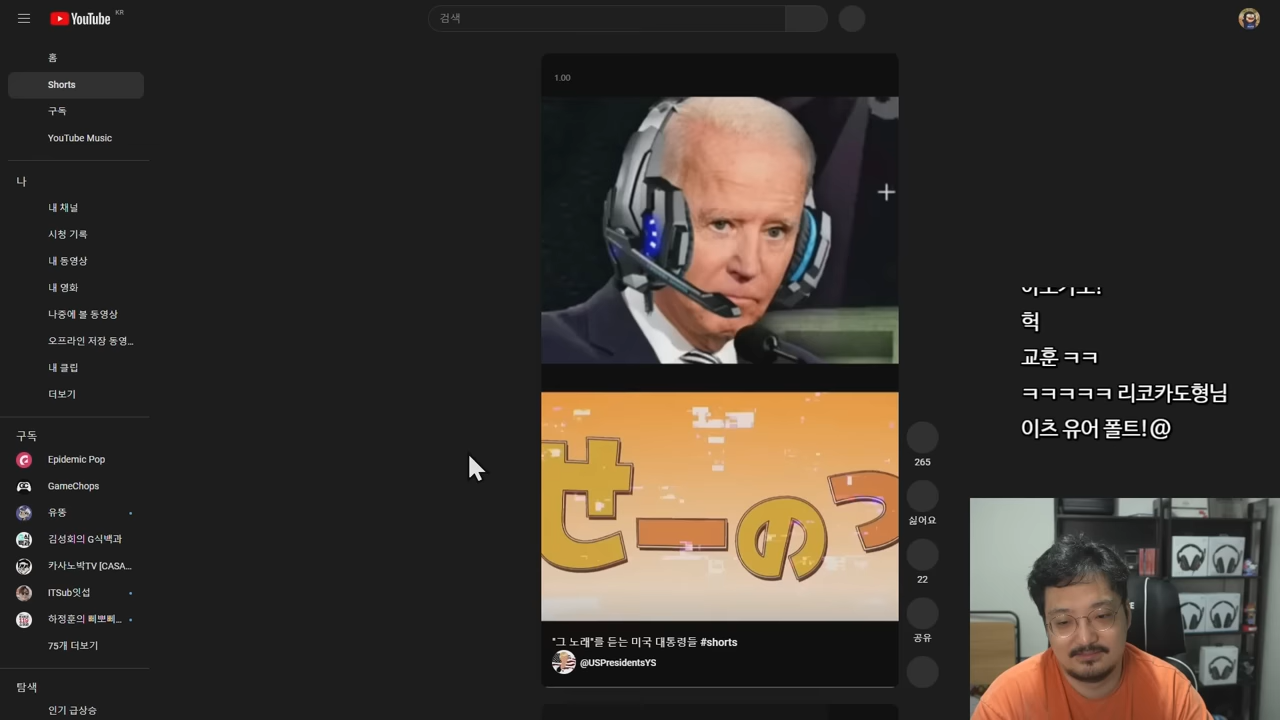 YouTube KR
검색
홈
Shorts
구독
YouTube Music
나
내 채널
시청 기록
내 동영상
내 영화
나중에 볼 동영상
오프라인 저장 동영...
내 클립
더보기
구독
Epidemic Pop
GameChops
유뚱
김성회의 G식백과
카사노박TV [CASA...
ITSub잇섭
하정훈의 삐뽀삐...
75개 더보기
탐색
인기 급상승
1.00
せーのっ
"그 노래"를 듣는 미국 대통령들 #shorts
@USPresidentsYS
265
싫어요
22
공유
헉
교훈 ㅋㅋ
ㅋㅋㅋㅋㅋ 리코카도형님
이츠 유어 폴트!@